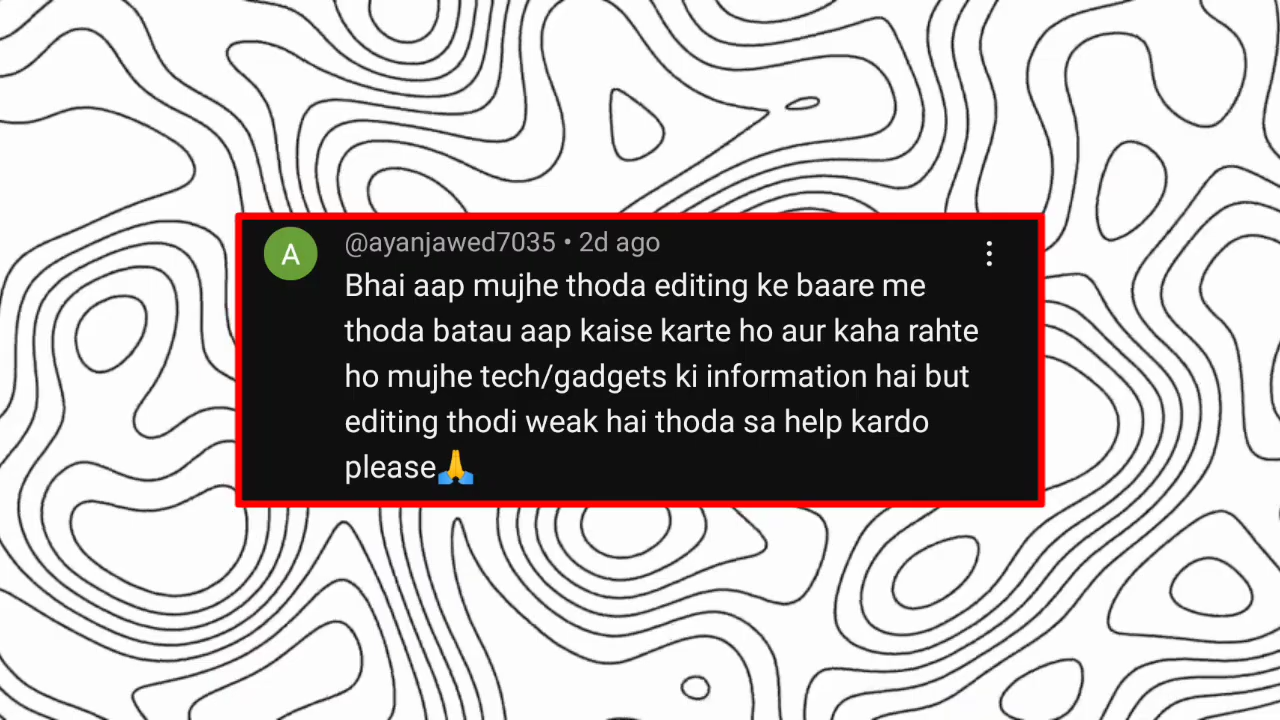 A
@ayanjawed7035 • 2d ago
Bhai aap mujhe thoda editing ke baare me
thoda batau aap kaise karte ho aur kaha rahte
ho mujhe tech/gadgets ki information hai but
editing thodi weak hai thoda sa help kardo
please🙏